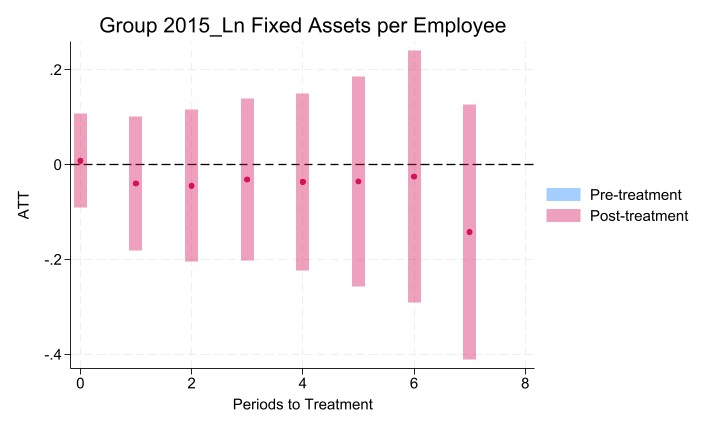 Group 2015_Ln Fixed Assets per Employee
.2
0
-.2
-.4
ATT
0 2 4 6 8
Periods to Treatment
Pre-treatment
Post-treatment